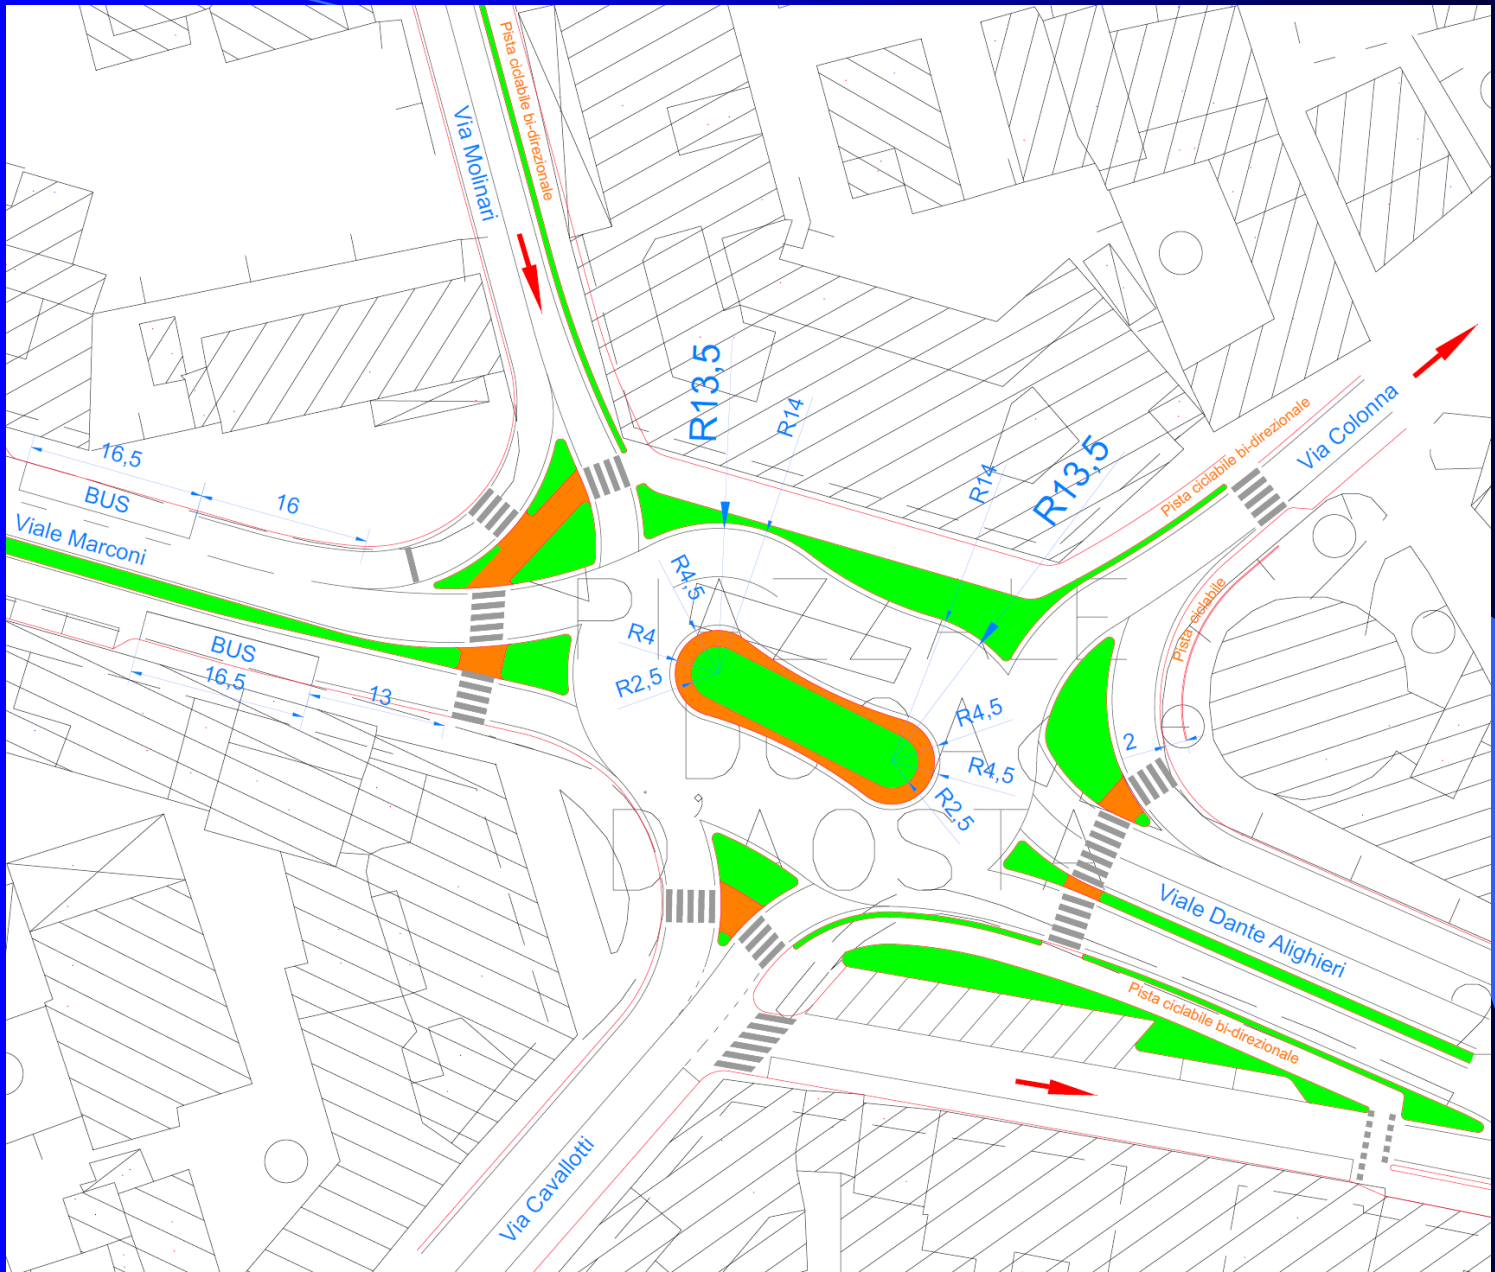 Pista ciclabile bi-direzionale
Via Molinari
R13,5
R14
R14
R13,5
Pista ciclabile bi-direzionale
Via Colonna
16,5
BUS
16
Viale Marconi
R4,5
PIAZZALE
Pista ciclabile
BUS
16,5
13
R4
R2,5
R4,5
R4,5
R2,5
2
DUCA
D'AOSTA
Viale Dante Alighieri
Pista ciclabile bi-direzionale
Via Cavallotti